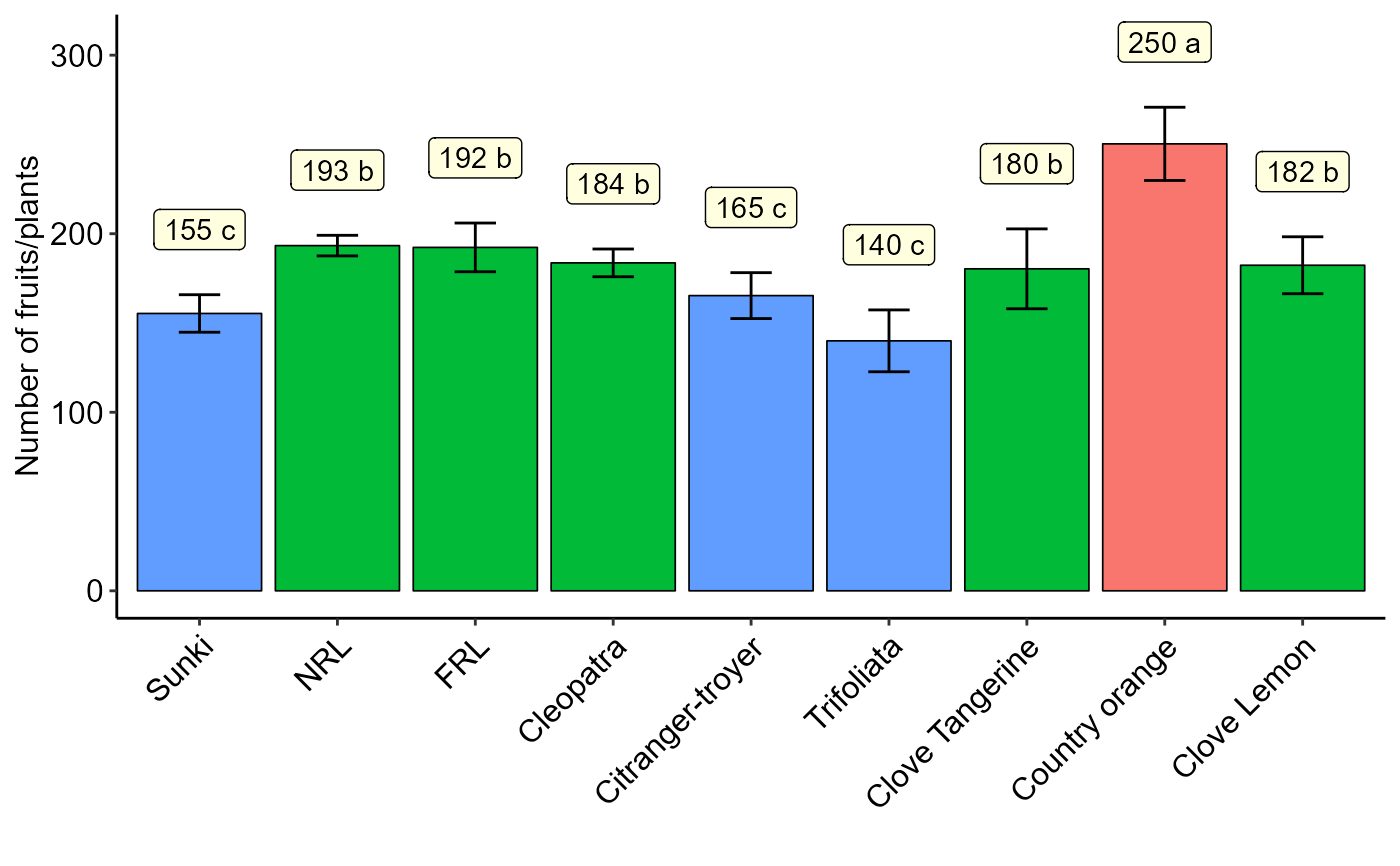 Number of fruits/plants
300
200
100
0
155 c
193 b
192 b
184 b
165 c
140 c
180 b
250 a
182 b
Sunki
NRL
FRL
Cleopatra
Citranger-troyer
Trifoliata
Clove Tangerine
Country orange
Clove Lemon